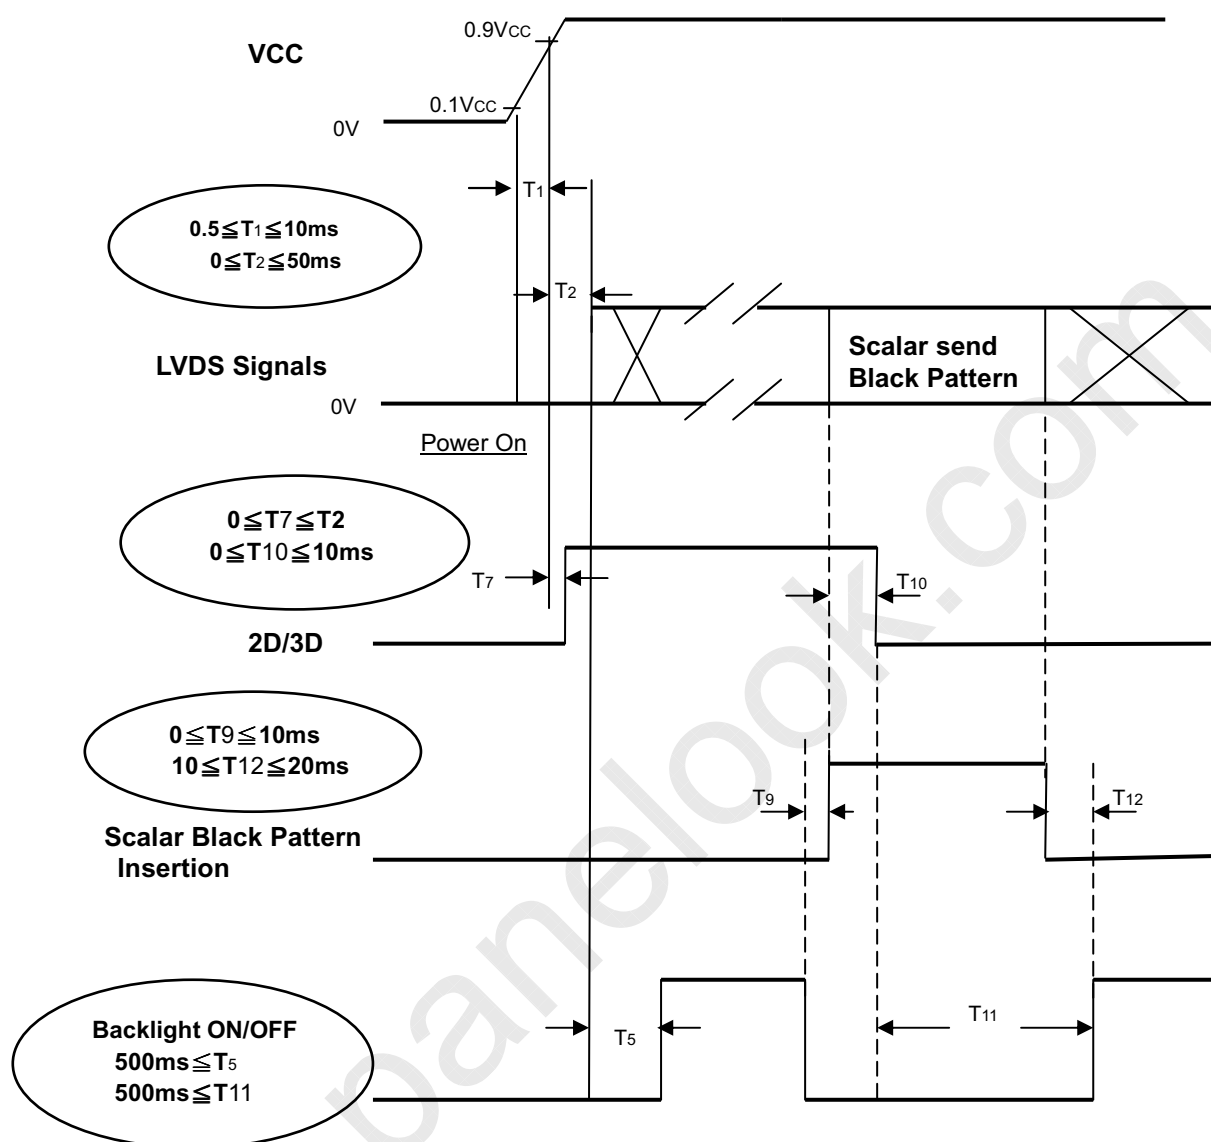 0.9VCC
VCC
0.1VCC
0V
T1
0.5≦T1≦10ms
0≦T2≦50ms
T2
Scalar send
Black Pattern
LVDS Signals
0V
Power On
0≦T7≦T2
0≦T10≦10ms
T7
T10
2D/3D
0≦T9≦10ms
10≦T12≦20ms
T9
T12
Scalar Black Pattern
Insertion
Backlight ON/OFF
500ms≦T5
500ms≦T11
T5
T11
panelook.com